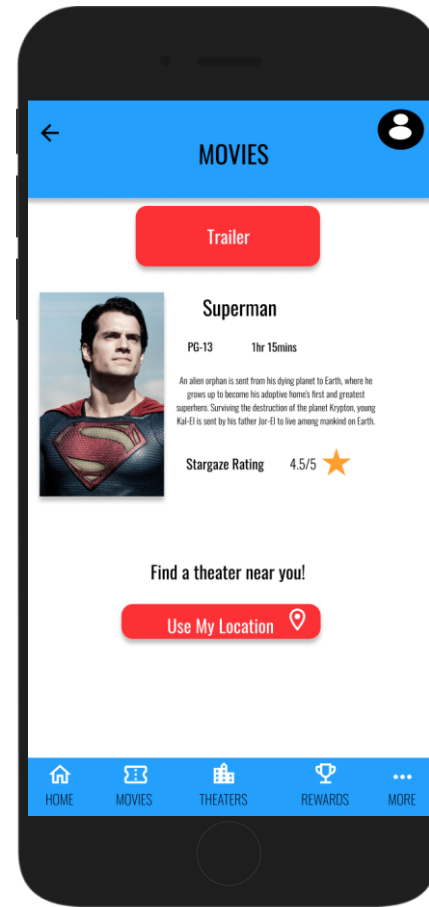 MOVIES
Trailer
Superman
PG-13 1hr 15mins
An alien orphan is sent from his dying planet to Earth, where he
grows up to become his adoptive home's first and greatest
superhero. Surviving the destruction of the planet Krypton, young
Kal-El is sent by his father Jor-El to live among mankind on Earth.
Stargaze Rating 4.5/5
Find a theater near you!
Use My Location
HOME MOVIES THEATERS REWARDS MORE